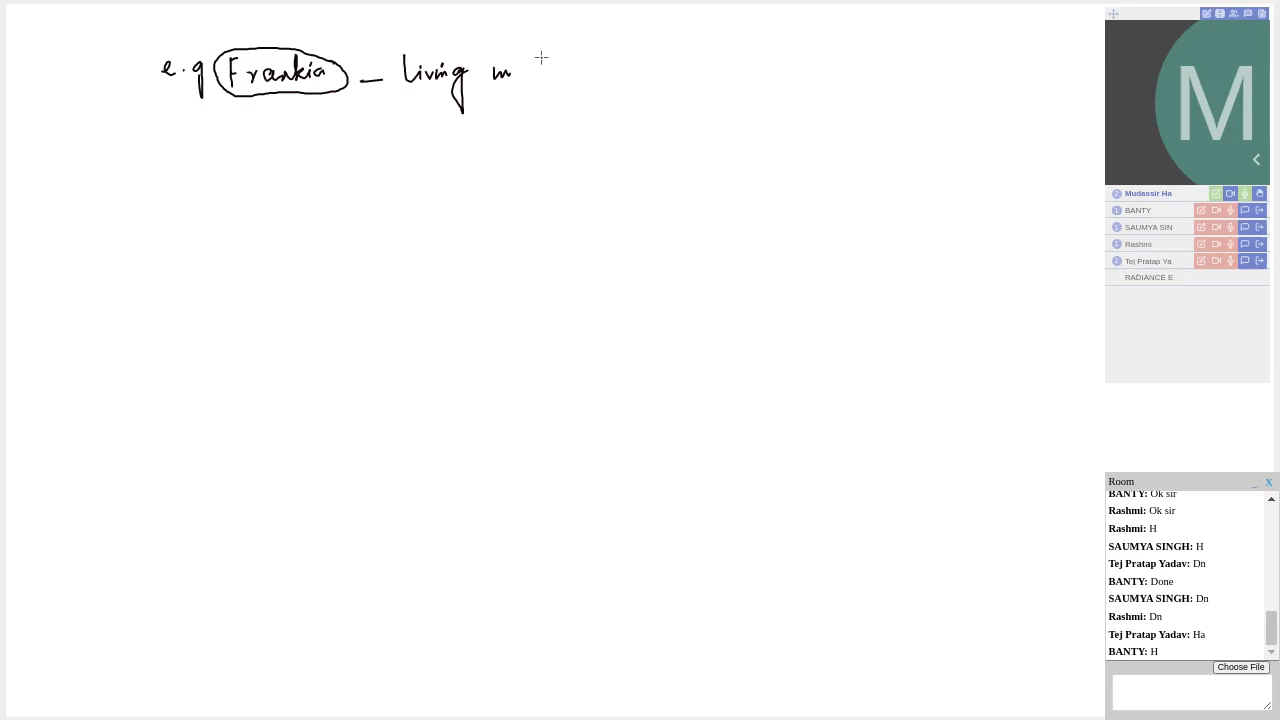 e.g Frankia – living in
M
Mudassir Ha
BANTY
SAUMYA SIN
Rashmi
Tej Pratap Ya
RADIANCE E
Room _ X
BANTY: Ok sir
Rashmi: Ok sir
Rashmi: H
SAUMYA SINGH: H
Tej Pratap Yadav: Dn
BANTY: Done
SAUMYA SINGH: Dn
Rashmi: Dn
Tej Pratap Yadav: Ha
BANTY: H
Choose File